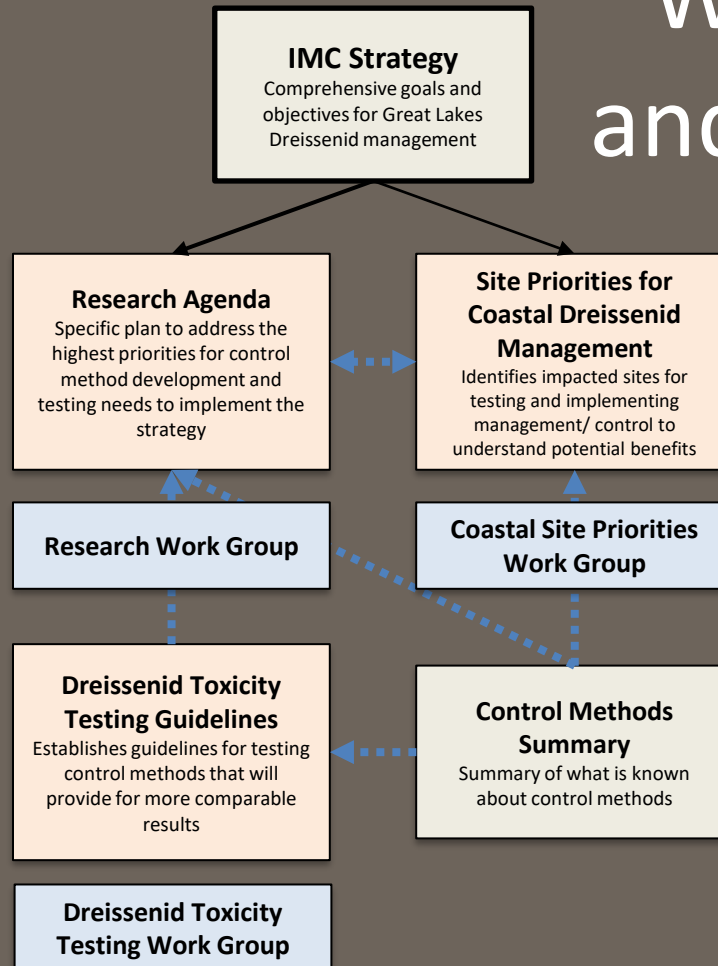 and
IMC Strategy
Comprehensive goals and
objectives for Great Lakes
Dreissenid management
Research Agenda
Specific plan to address the
highest priorities for control
method development and
testing needs to implement the
strategy
Site Priorities for
Coastal Dreissenid
Management
Identifies impacted sites for
testing and implementing
management/ control to
understand potential benefits
Research Work Group
Coastal Site Priorities
Work Group
Dreissenid Toxicity
Testing Guidelines
Establishes guidelines for testing
control methods that will
provide for more comparable
results
Control Methods
Summary
Summary of what is known
about control methods
Dreissenid Toxicity
Testing Work Group